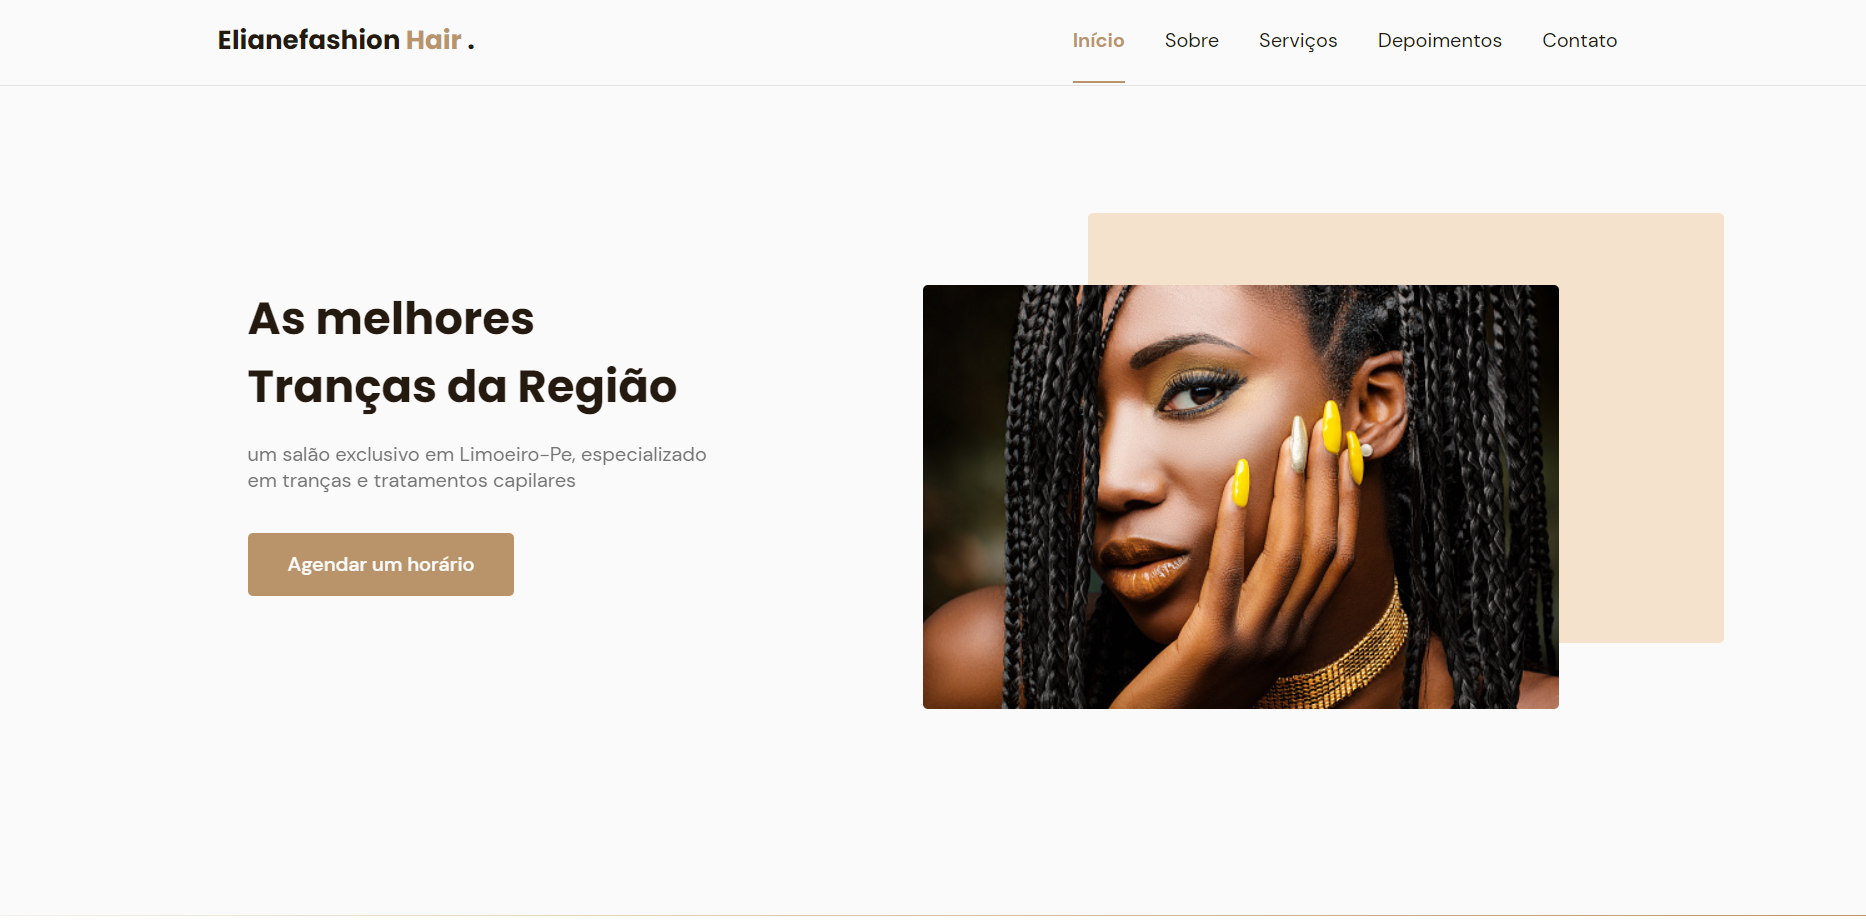 Elianefashion Hair .
Início Sobre Serviços Depoimentos Contato
As melhores
Tranças da Região
um salão exclusivo em Limoeiro-Pe, especializado
em tranças e tratamentos capilares
Agendar um horário